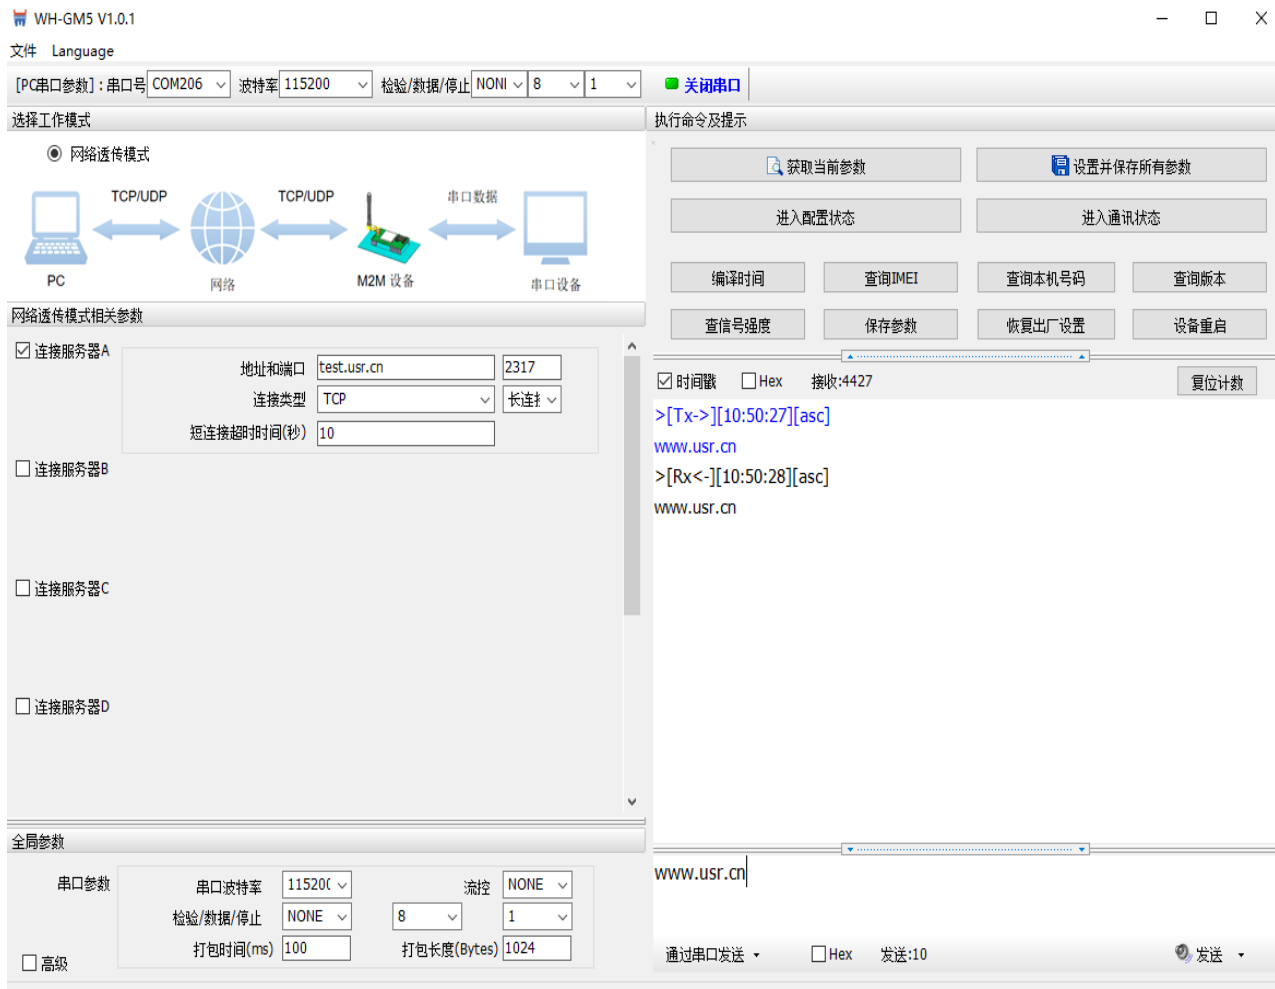 WH-GM5 V1.0.1
文件 Language
[PC串口参数]：串口号 COM206 波特率 115200 检验/数据/停止 NONI 8 1 关闭串口
选择工作模式
网络透传模式
TCP/UDP TCP/UDP 串口数据
PC 网络 M2M 设备 串口设备
网络透传模式相关参数
连接服务器A
地址和端口 test.usr.cn 2317
连接类型 TCP 长连接
短连接超时时间(秒) 10
连接服务器B
连接服务器C
连接服务器D
全局参数
串口参数 串口波特率 11520( 流控 NONE
检验/数据/停止 NONE 8 1
打包时间(ms) 100 打包长度(Bytes) 1024
高级
执行命令及提示
获取当前参数 设置并保存所有参数
进入配置状态 进入通讯状态
编译时间 查询IMEI 查询本机号码 查询版本
查信号强度 保存参数 恢复出厂设置 设备重启
时间戳 Hex 接收:4427 复位计数
>[Tx->][10:50:27][asc]
www.usr.cn
>[Rx<-][10:50:28][asc]
www.usr.cn
www.usr.cn
通过串口发送 Hex 发送:10 发送